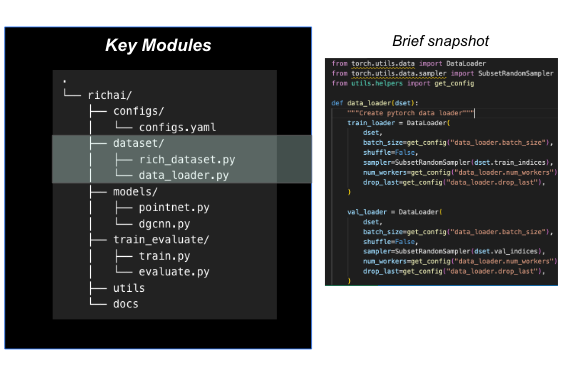 Key Modules
.
└── richai/
├── configs/
│ └── configs.yaml
├── dataset/
│ ├── rich_dataset.py
│ └── data_loader.py
├── models/
│ ├── pointnet.py
│ └── dgcnn.py
├── train_evaluate/
│ ├── train.py
│ └── evaluate.py
├── utils
└── docs
Brief snapshot
from torch.utils.data import DataLoader
from torch.utils.data.sampler import SubsetRandomSampler
from utils.helpers import get_config
def data_loader(dset):
"""Create pytorch data loader"""
train_loader = DataLoader(
dset,
batch_size=get_config("data_loader.batch_size"),
shuffle=False,
sampler=SubsetRandomSampler(dset.train_indices),
num_workers=get_config("data_loader.num_workers")
drop_last=get_config("data_loader.drop_last"),
)
val_loader = DataLoader(
dset,
batch_size=get_config("data_loader.batch_size"),
shuffle=False,
sampler=SubsetRandomSampler(dset.val_indices),
num_workers=get_config("data_loader.num_workers")
drop_last=get_config("data_loader.drop_last"),
)